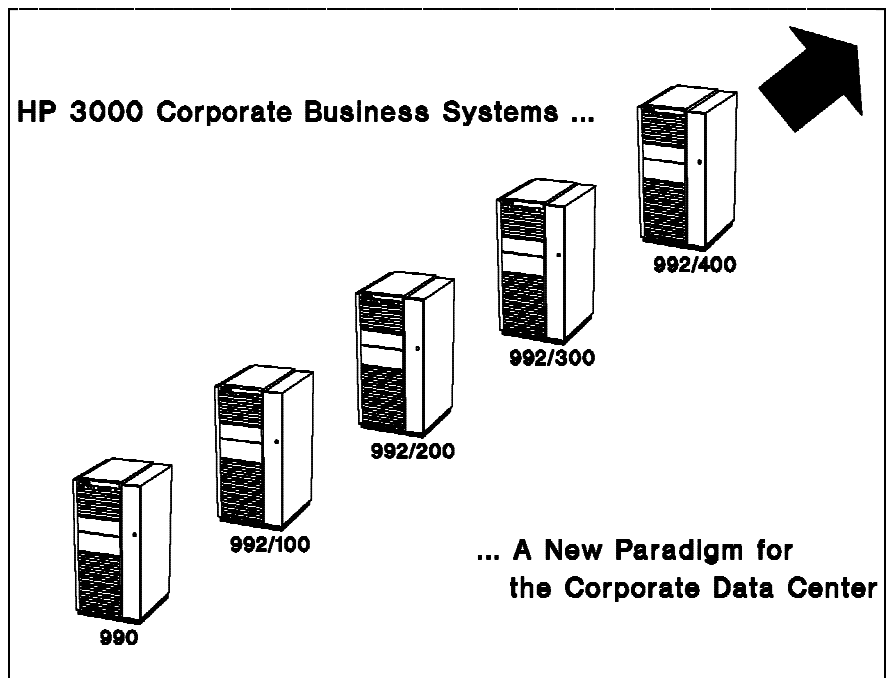 HP 3000 Corporate Business Systems ...
992/400
992/300
992/200
992/100
990
... A New Paradigm for
the Corporate Data Center